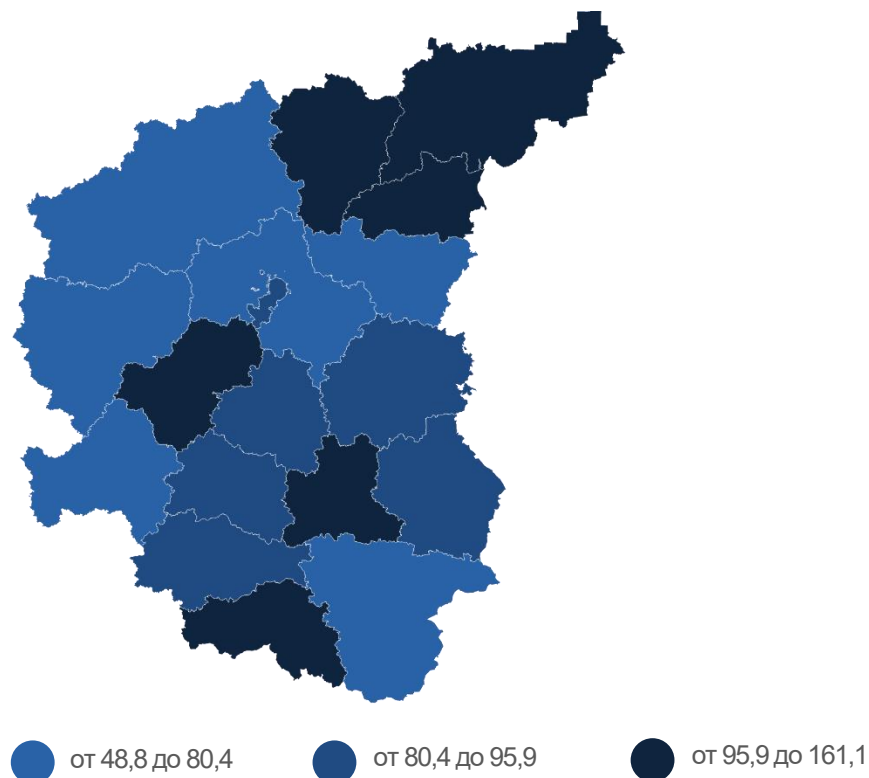 от 48,8 до 80,4 от 80,4 до 95,9 от 95,9 до 161,1